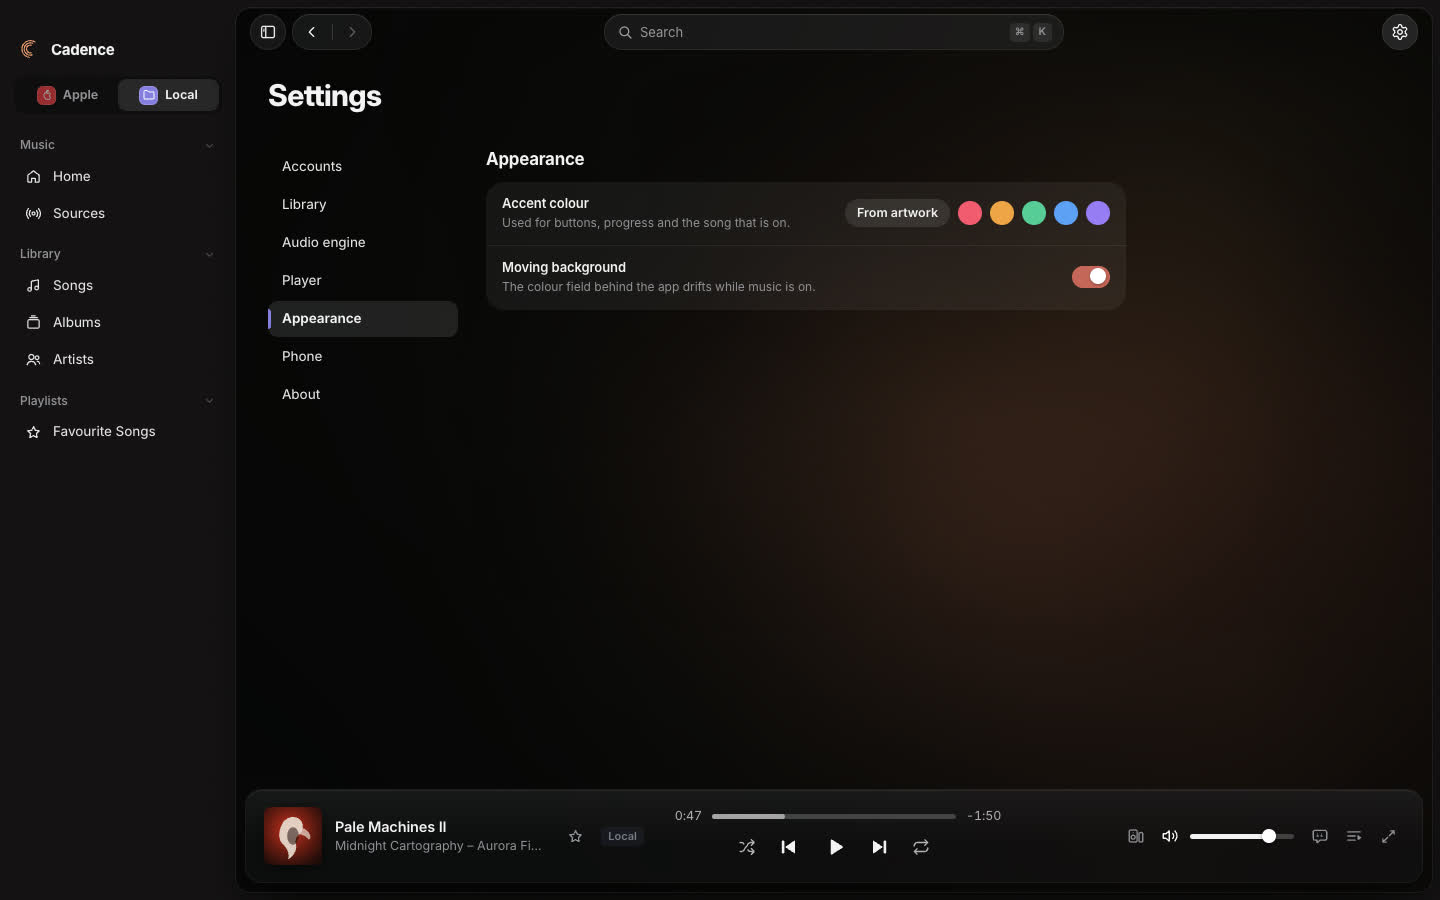 Cadence
Search
⌘ K
Apple
Local
Settings
Music
Home
Sources
Library
Songs
Albums
Artists
Playlists
Favourite Songs
Accounts
Library
Audio engine
Player
Appearance
Phone
About
Appearance
Accent colour
Used for buttons, progress and the song that is on.
From artwork
Moving background
The colour field behind the app drifts while music is on.
Pale Machines II
Midnight Cartography – Aurora Fi...
Local
0:47
-1:50